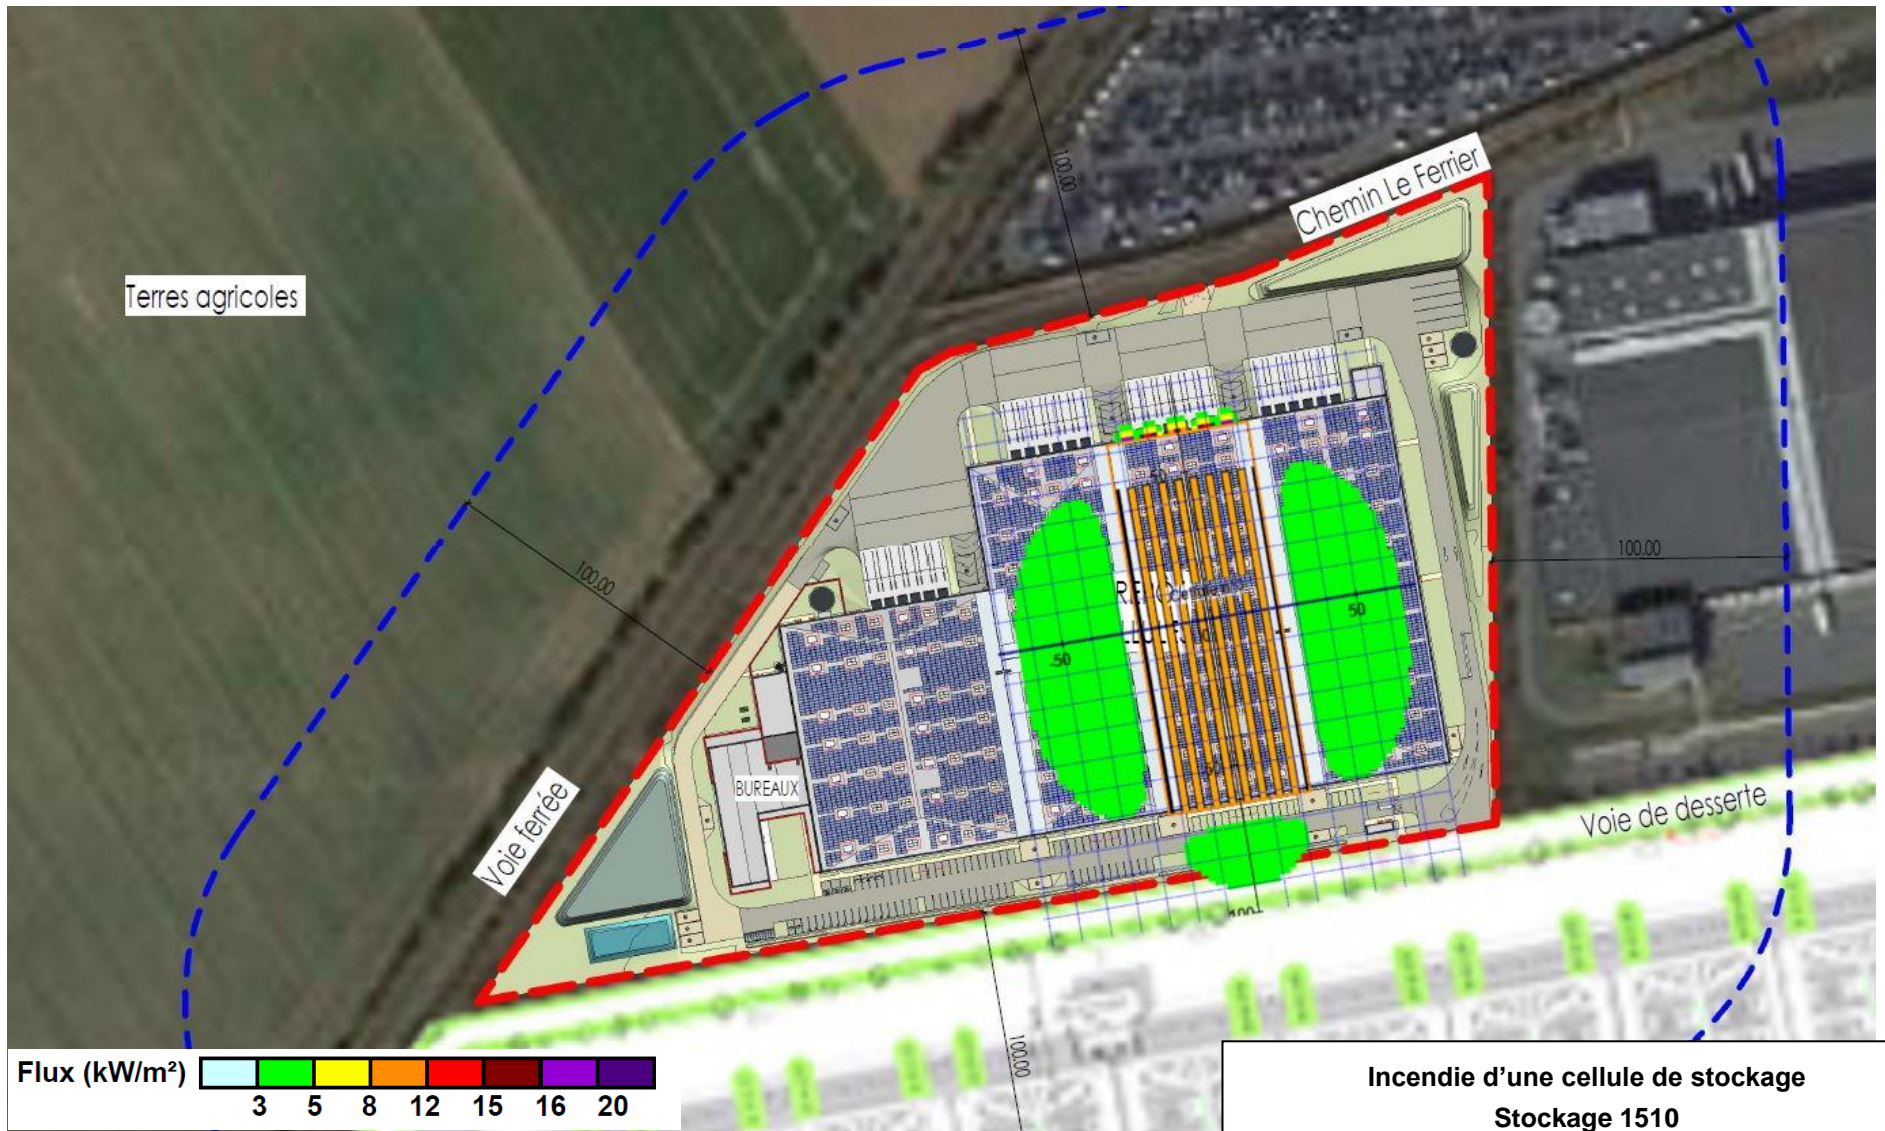 100.00
Chemin Le Ferrier
Terres agricoles
100.00
100.00
50
50
BUREAUX
Voie ferrée
Voie de desserte
100.00
Flux (kW/m²)
3 5 8 12 15 16 20
Incendie d'une cellule de stockage
Stockage 1510